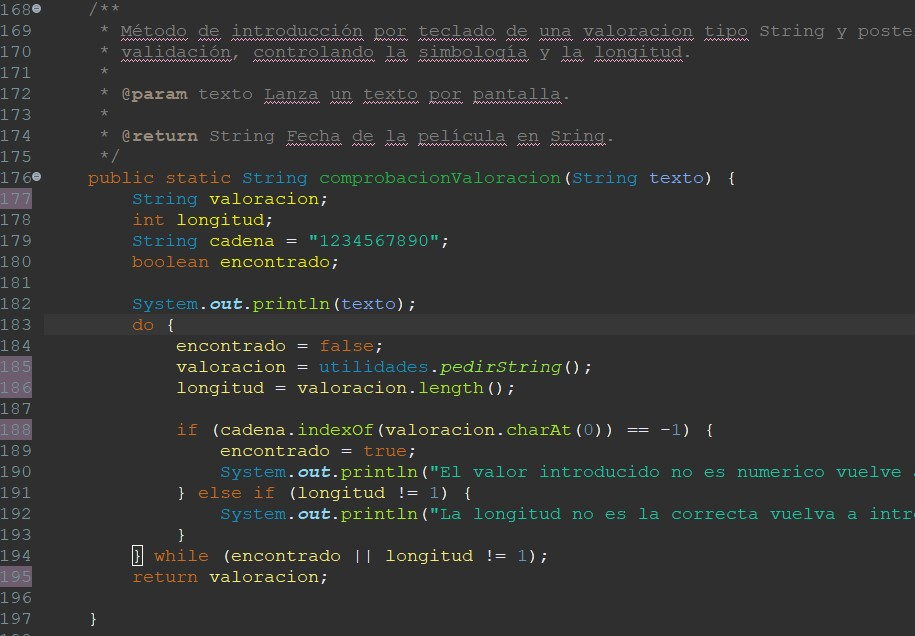 168 /**
169 * Método de introducción por teclado de una valoracion tipo String y poste
170 * validación, controlando la simbología y la longitud.
171 *
172 * @param texto Lanza un texto por pantalla.
173 *
174 * @return String Fecha de la película en Sring.
175 */
176 public static String comprobacionValoracion(String texto) {
177 String valoracion;
178 int longitud;
179 String cadena = "1234567890";
180 boolean encontrado;
181
182 System.out.println(texto);
183 do {
184 encontrado = false;
185 valoracion = utilidades.pedirString();
186 longitud = valoracion.length();
187
188 if (cadena.indexOf(valoracion.charAt(0)) == -1) {
189 encontrado = true;
190 System.out.println("El valor introducido no es numerico vuelve
191 } else if (longitud != 1) {
192 System.out.println("La longitud no es la correcta vuelva a intr
193 }
194 } while (encontrado || longitud != 1);
195 return valoracion;
196
197 }